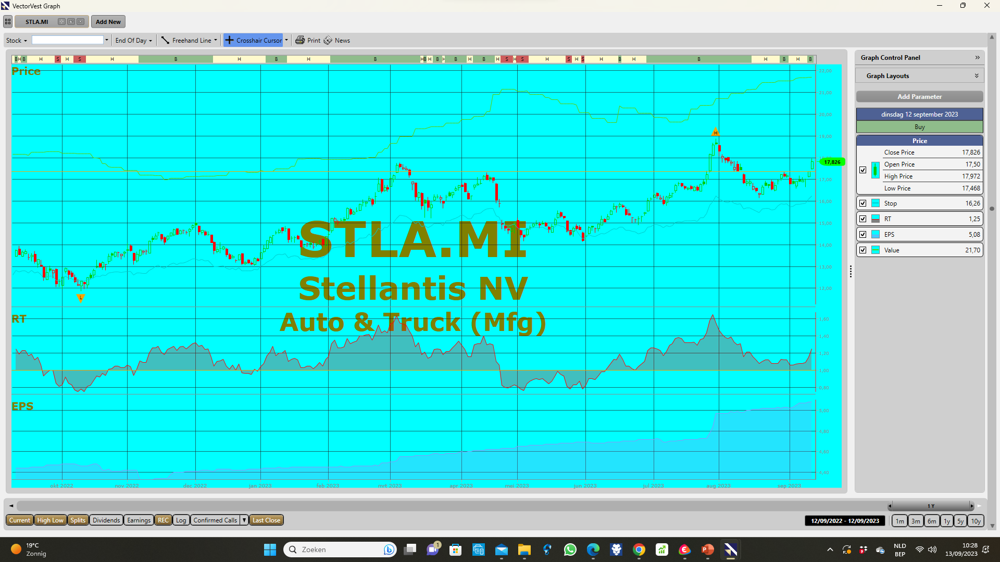 VectorVest Graph
STLA.MI Add New
Stock End Of Day Freehand Line Crosshair Cursor Print News
B H B H S H S H B H B H B H B H B H B H S H S H S H S H B H B H B H B
Price
22,00
21,00
20,00
19,00
H
17,826
17,00
16,00
15,00
14,00
13,00
12,00
L
STLA.MI
Stellantis NV
Auto & Truck (Mfg)
RT
1,60
1,40
1,20
1,00
0,80
EPS
5,00
4,80
4,60
4,40
okt 2022 nov 2022 dec 2022 jan 2023 feb 2023 mrt 2023 apr 2023 mei 2023 jun 2023 jul 2023 aug 2023 sep 2023
Graph Control Panel
Graph Layouts
Add Parameter
dinsdag 12 september 2023
Buy
Price
Close Price 17,826
Open Price 17,50
High Price 17,972
Low Price 17,468
Stop 16,26
RT 1,25
EPS 5,08
Value 21,70
1 Y
Current High Low Splits Dividends Earnings REC Log Confirmed Calls Last Close 12/09/2022 - 12/09/2023 1m 3m 6m 1y 5y 10y
19°C
Zonnig
Zoeken
1
NLD
BEP
10:28
13/09/2023